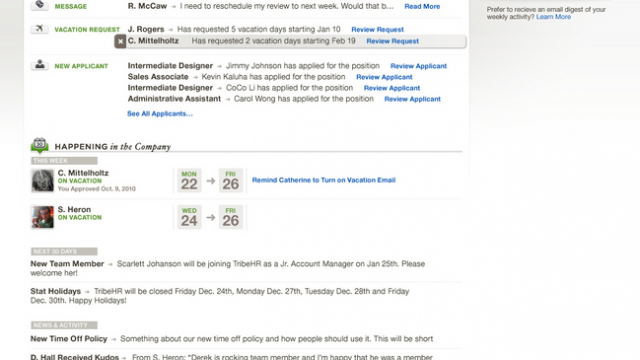 MESSAGE R. McCaw → I need to reschedule my review to next week. Would that b... Read More
Prefer to recieve an email digest of your
weekly activity? Learn More
VACATION REQUEST J. Rogers → Has requested 5 vacation days starting Jan 10 Review Request
C. Mittelholtz Has requested 2 vacation days starting Feb 19 Review Request
NEW APPLICANT Intermediate Designer → Jimmy Johnson has applied for the position Review Applicant
Sales Associate → Kevin Kaluha has applied for the position Review Applicant
Intermediate Designer → CoCo Li has applied for the position Review Applicant
Administrative Assistant → Carol Wong has applied for the position Review Applicant
See All Applicants...
HAPPENING in the Company
THIS WEEK
C. Mittelholtz
ON VACATION
You Approved Oct. 9, 2010
MON
22 → FRI
26
Remind Catherine to Turn on Vacation Email
S. Heron
ON VACATION
WED
24 → FRI
26
NEXT 30 DAYS
New Team Member → Scarlett Johanson will be joining TribeHR as a Jr. Account Manager on Jan 25th. Please
welcome her!
Stat Holidays → TribeHR will be closed Friday Dec. 24th, Monday Dec. 27th, Tuesday Dec. 28th and Friday
Dec. 30th. Happy Holidays!
NEWS & ACTIVITY
New Time Off Policy → Something about our new time off policy and how people should use it. This will be short
D. Hall Received Kudos → From S. Heron: "Derek is rocking team member and I'm happy that he was a member